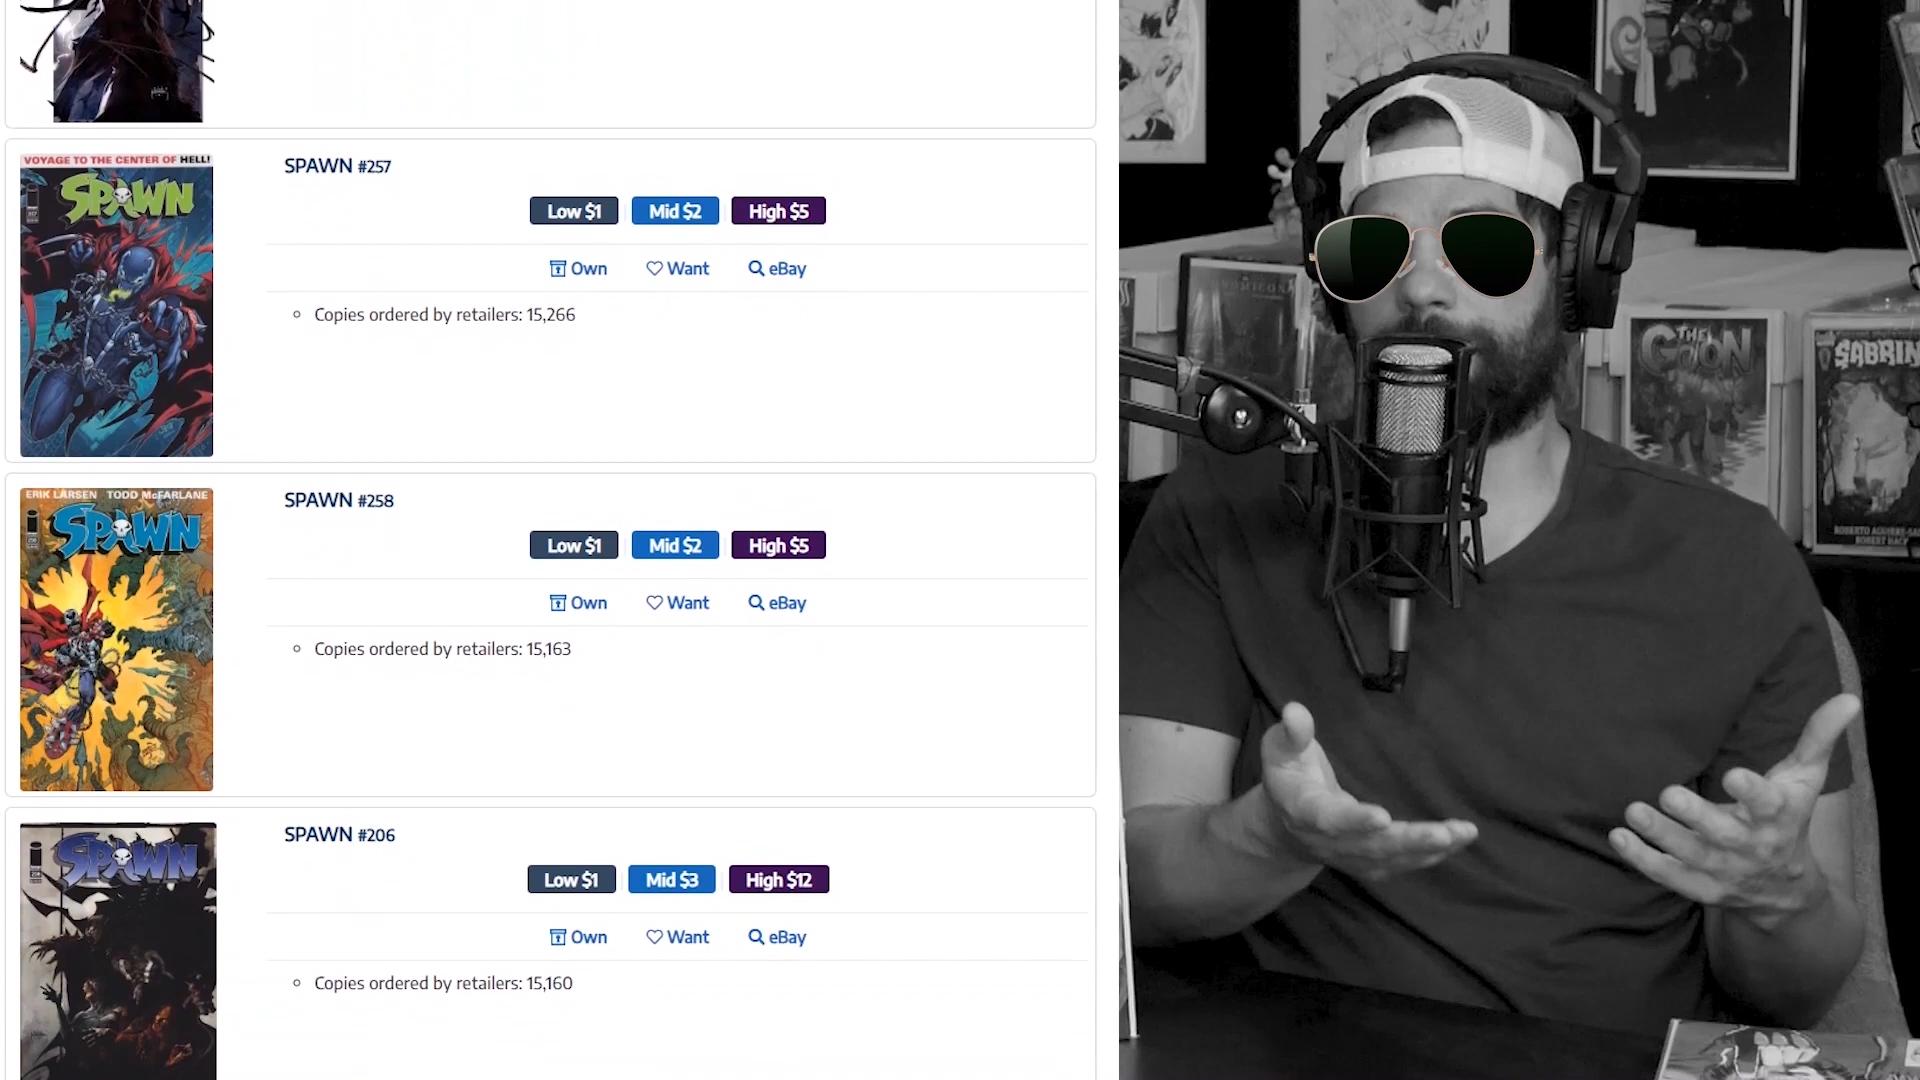 VOYAGE TO THE CENTER OF HELL!
SPAWN
SPAWN #257
Low $1 Mid $2 High $5
Own Want eBay
Copies ordered by retailers: 15,266
ERIK LARSEN TODD McFARLANE
SPAWN
SPAWN #258
Low $1 Mid $2 High $5
Own Want eBay
Copies ordered by retailers: 15,163
SPAWN
SPAWN #206
Low $1 Mid $3 High $12
Own Want eBay
Copies ordered by retailers: 15,160
THE
GOON
SABRIN